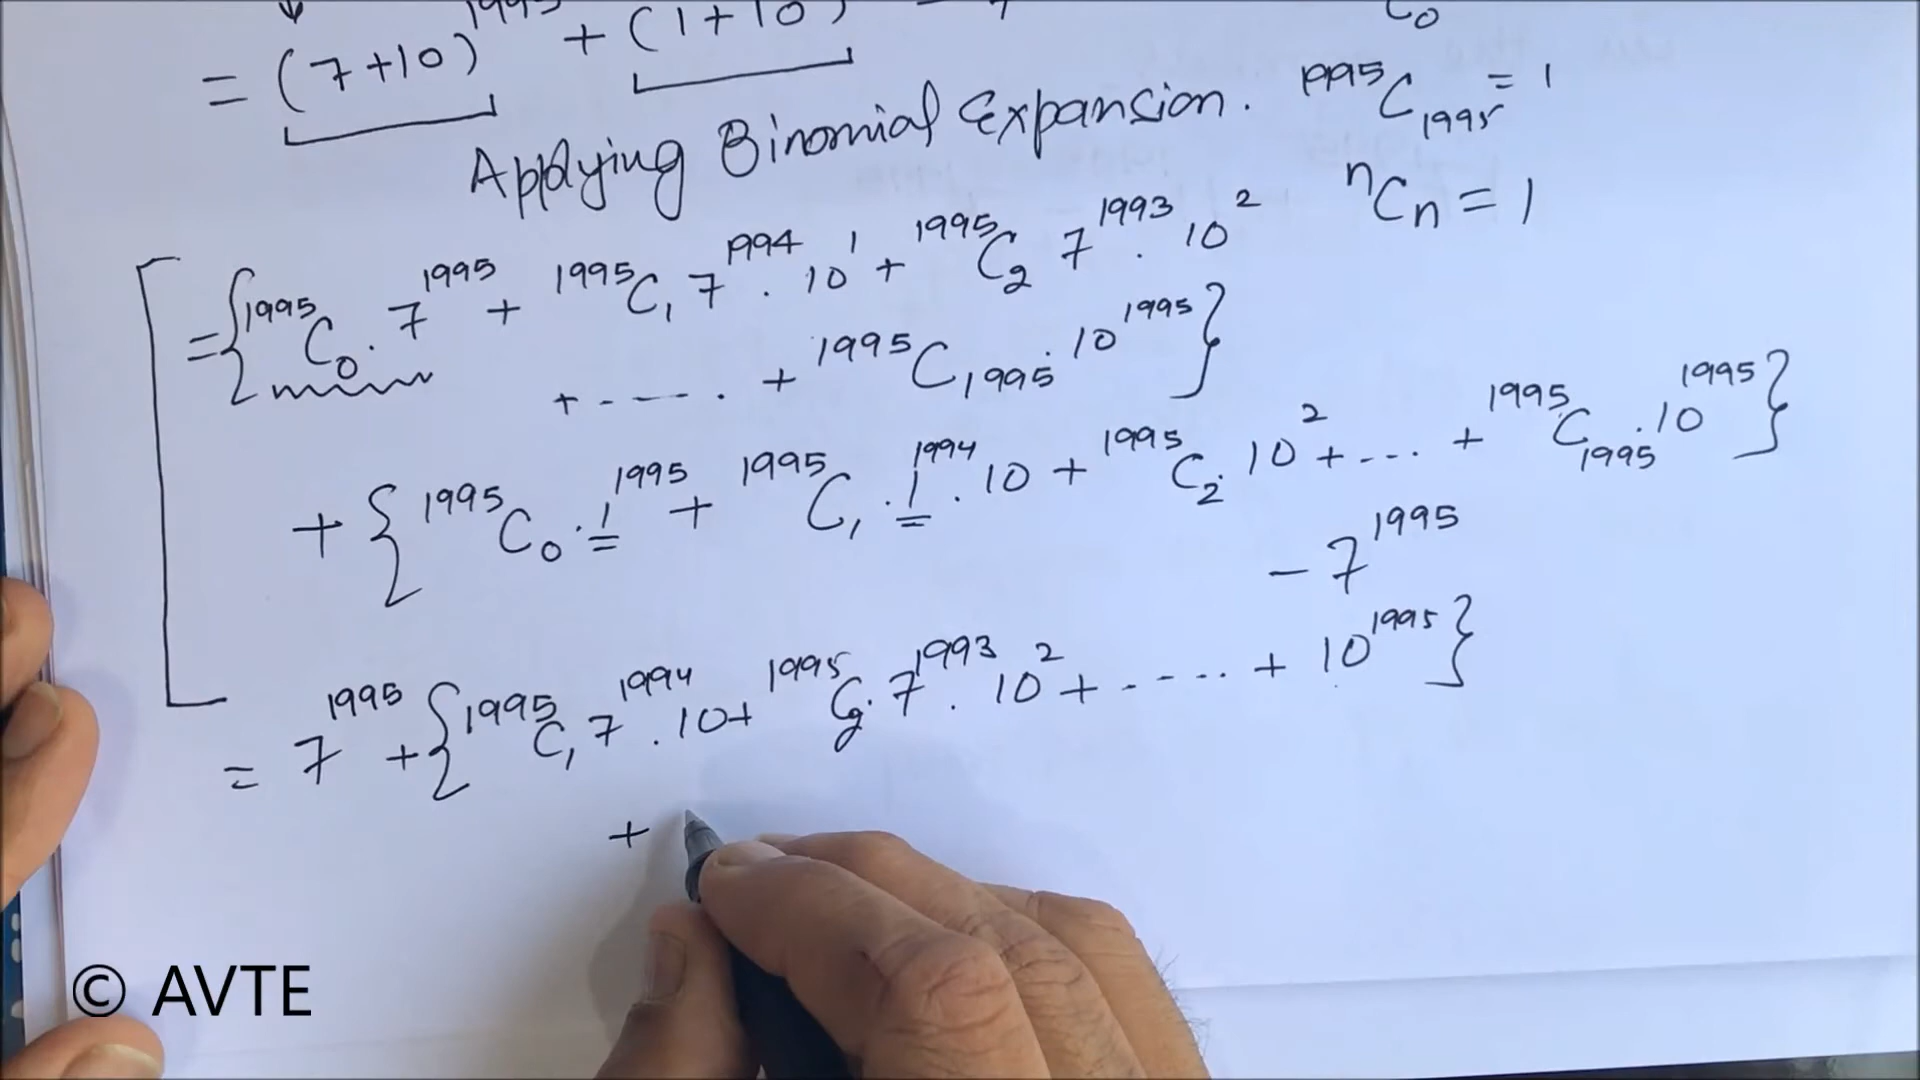 = (7+10)^1995 + (1+10)
C₀
Applying Binomial Expansion.
¹⁹⁹⁵C₁₉₉₅ = 1
ⁿCₙ = 1
= {¹⁹⁹⁵C₀ . 7^1995 + ¹⁹⁹⁵C₁ 7^1994 . 10^1 + ¹⁹⁹⁵C₂ 7^1993 . 10^2
+ - - - - . + ¹⁹⁹⁵C₁₉₉₅ . 10^1995}
+ {¹⁹⁹⁵C₀ . 1^1995 + ¹⁹⁹⁵C₁ . 1^1994 . 10 + ¹⁹⁹⁵C₂ . 10^2 + - . . + ¹⁹⁹⁵C₁₉₉₅ . 10^1995}
- 7^1995
= 7^1995 + {¹⁹⁹⁵C₁ 7^1994 . 10 + ¹⁹⁹⁵C₂ . 7^1993 . 10^2 + - - - . . + 10^1995}
+
© AVTE